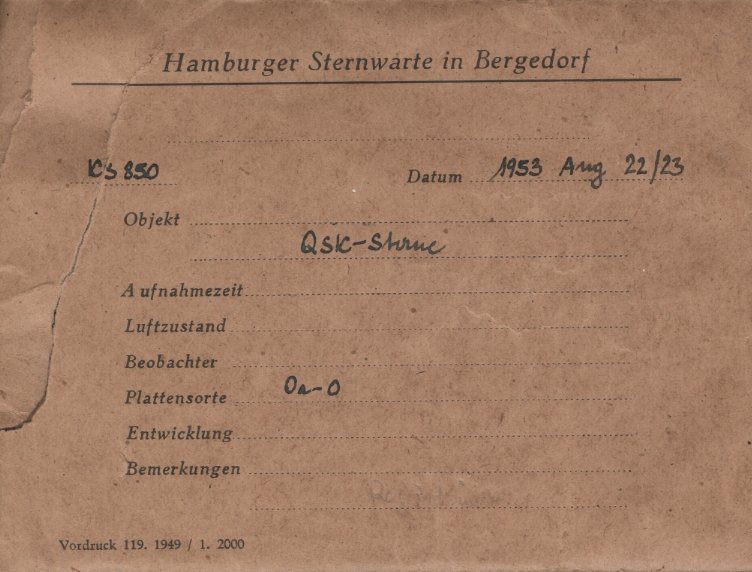 Hamburger Sternwarte in Bergedorf
KS 850 Datum 1953 Aug 22/23
Objekt
QSK-Sterne
Aufnahmezeit
Luftzustand
Beobachter
Plattensorte Oa-O
Entwicklung
Bemerkungen
Vordruck 119. 1949 / 1. 2000